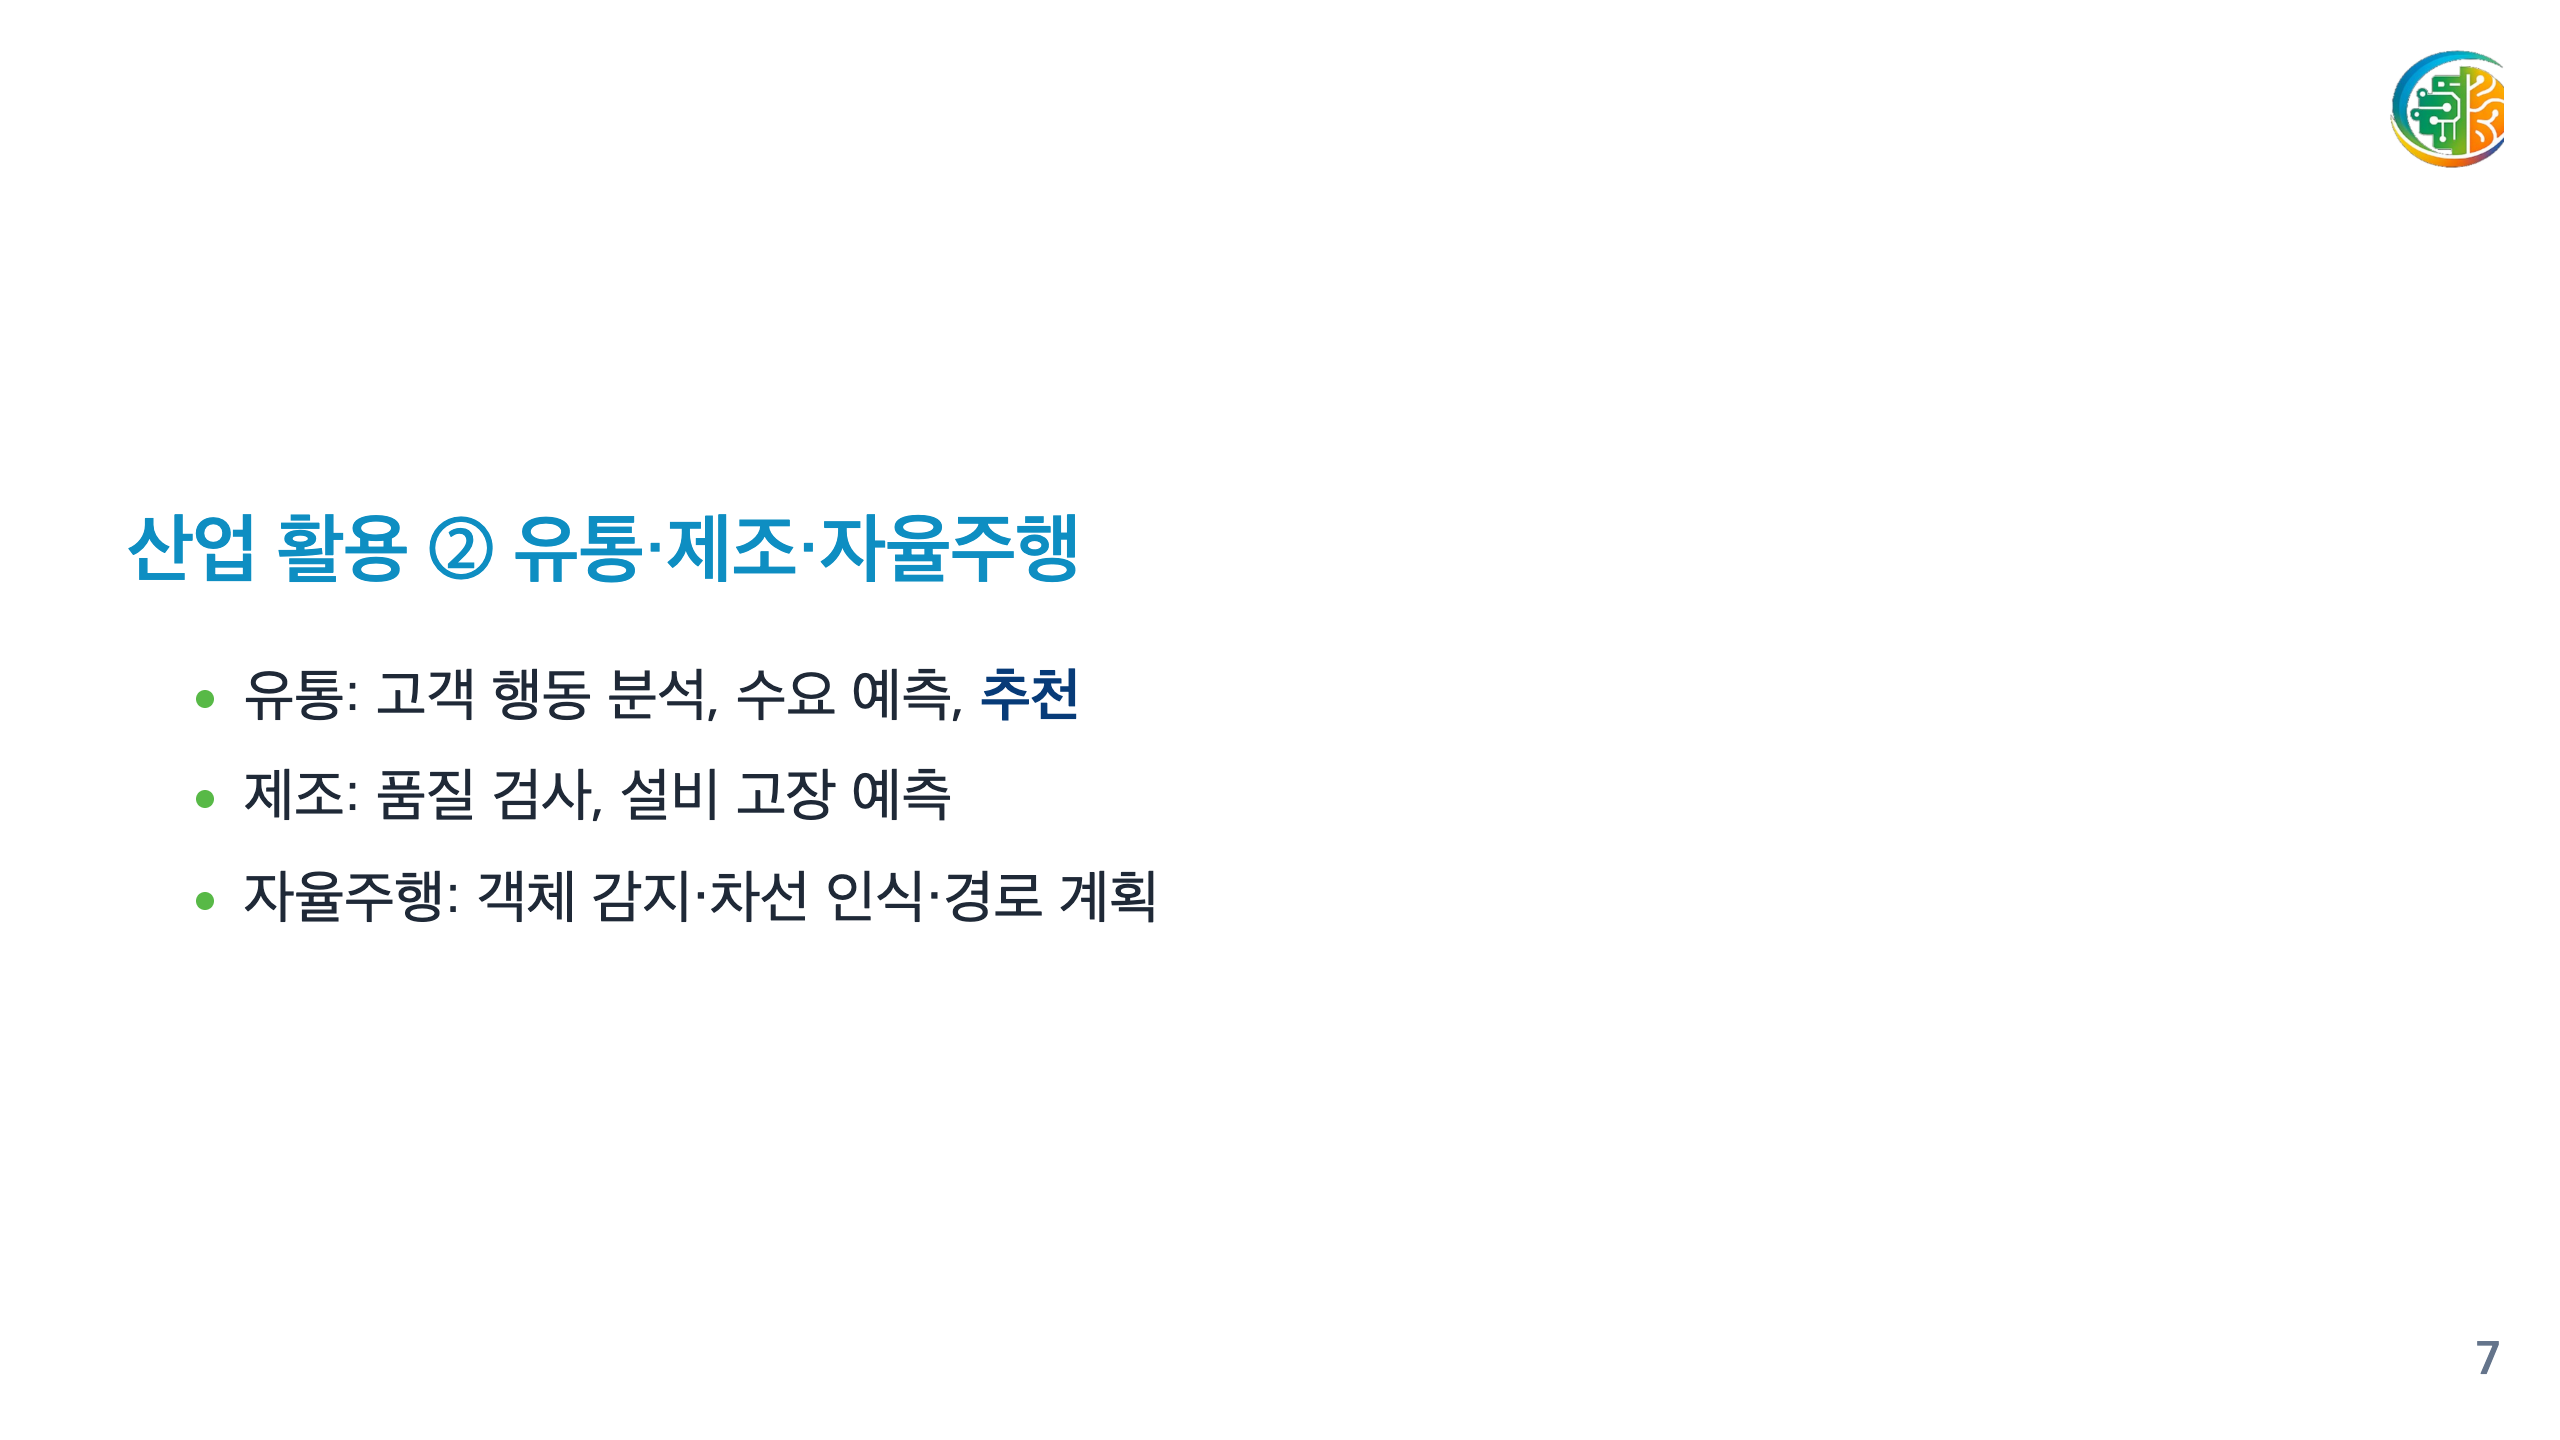 산업 활용 ② 유통·제조·자율주행
• 유통: 고객 행동 분석, 수요 예측, 추천
• 제조: 품질 검사, 설비 고장 예측
• 자율주행: 객체 감지·차선 인식·경로 계획
7